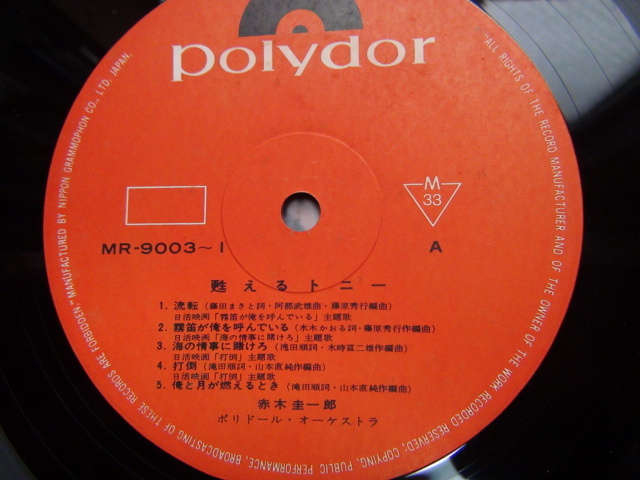 polydor
M
33
MR-9003~1
A
甦えるトニー
1. 流転 (藤田まさと詞・阿部武雄曲・藤原秀行編曲)
日活映画「霧笛が俺を呼んでいる」主題歌
2. 霧笛が俺を呼んでいる (水木かおる詞・藤原秀行作編曲)
日活映画「海の情事に賭けろ」主題歌
3. 海の情事に賭けろ (滝田順詞・水時富二雄作編曲)
日活映画「打倒」主題歌
4. 打倒 (滝田順詞・山本直純作編曲)
日活映画「打倒」主題歌
5. 俺と月が燃えるとき (滝田順詞・山本直純作編曲)
赤木圭一郎
ポリドール・オーケストラ
"ALL RIGHTS OF THE RECORD MANUFACTURER AND OF THE OWNER OF THE WORK RECORDED RESERVED, COPYING, PUBLIC PERFORMANCE, BROADCASTING OF THESE RECORDS ARE FORBIDDEN" MANUFACTURED BY NIPPON GRAMMOPHON CO., LTD. JAPAN.